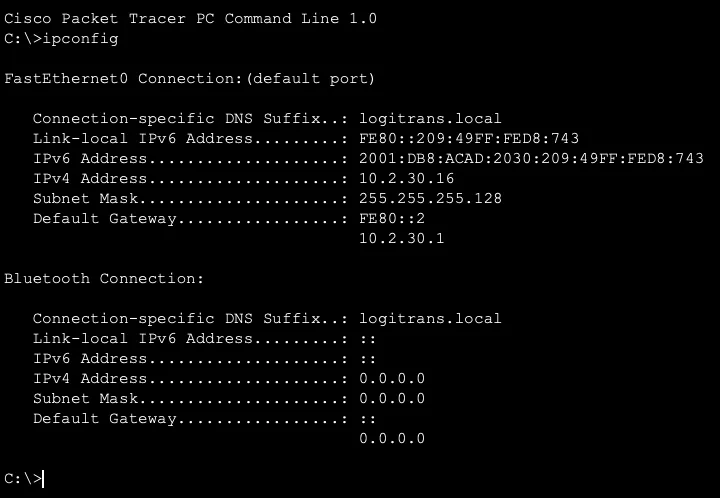 Cisco Packet Tracer PC Command Line 1.0
C:\>ipconfig
FastEthernet0 Connection:(default port)
Connection-specific DNS Suffix..: logitrans.local
Link-local IPv6 Address.........: FE80::209:49FF:FED8:743
IPv6 Address....................: 2001:DB8:ACAD:2030:209:49FF:FED8:743
IPv4 Address....................: 10.2.30.16
Subnet Mask.....................: 255.255.255.128
Default Gateway.................: FE80::2
10.2.30.1
Bluetooth Connection:
Connection-specific DNS Suffix..: logitrans.local
Link-local IPv6 Address.........: ::
IPv6 Address....................: ::
IPv4 Address....................: 0.0.0.0
Subnet Mask.....................: 0.0.0.0
Default Gateway.................: ::
0.0.0.0
C:\>